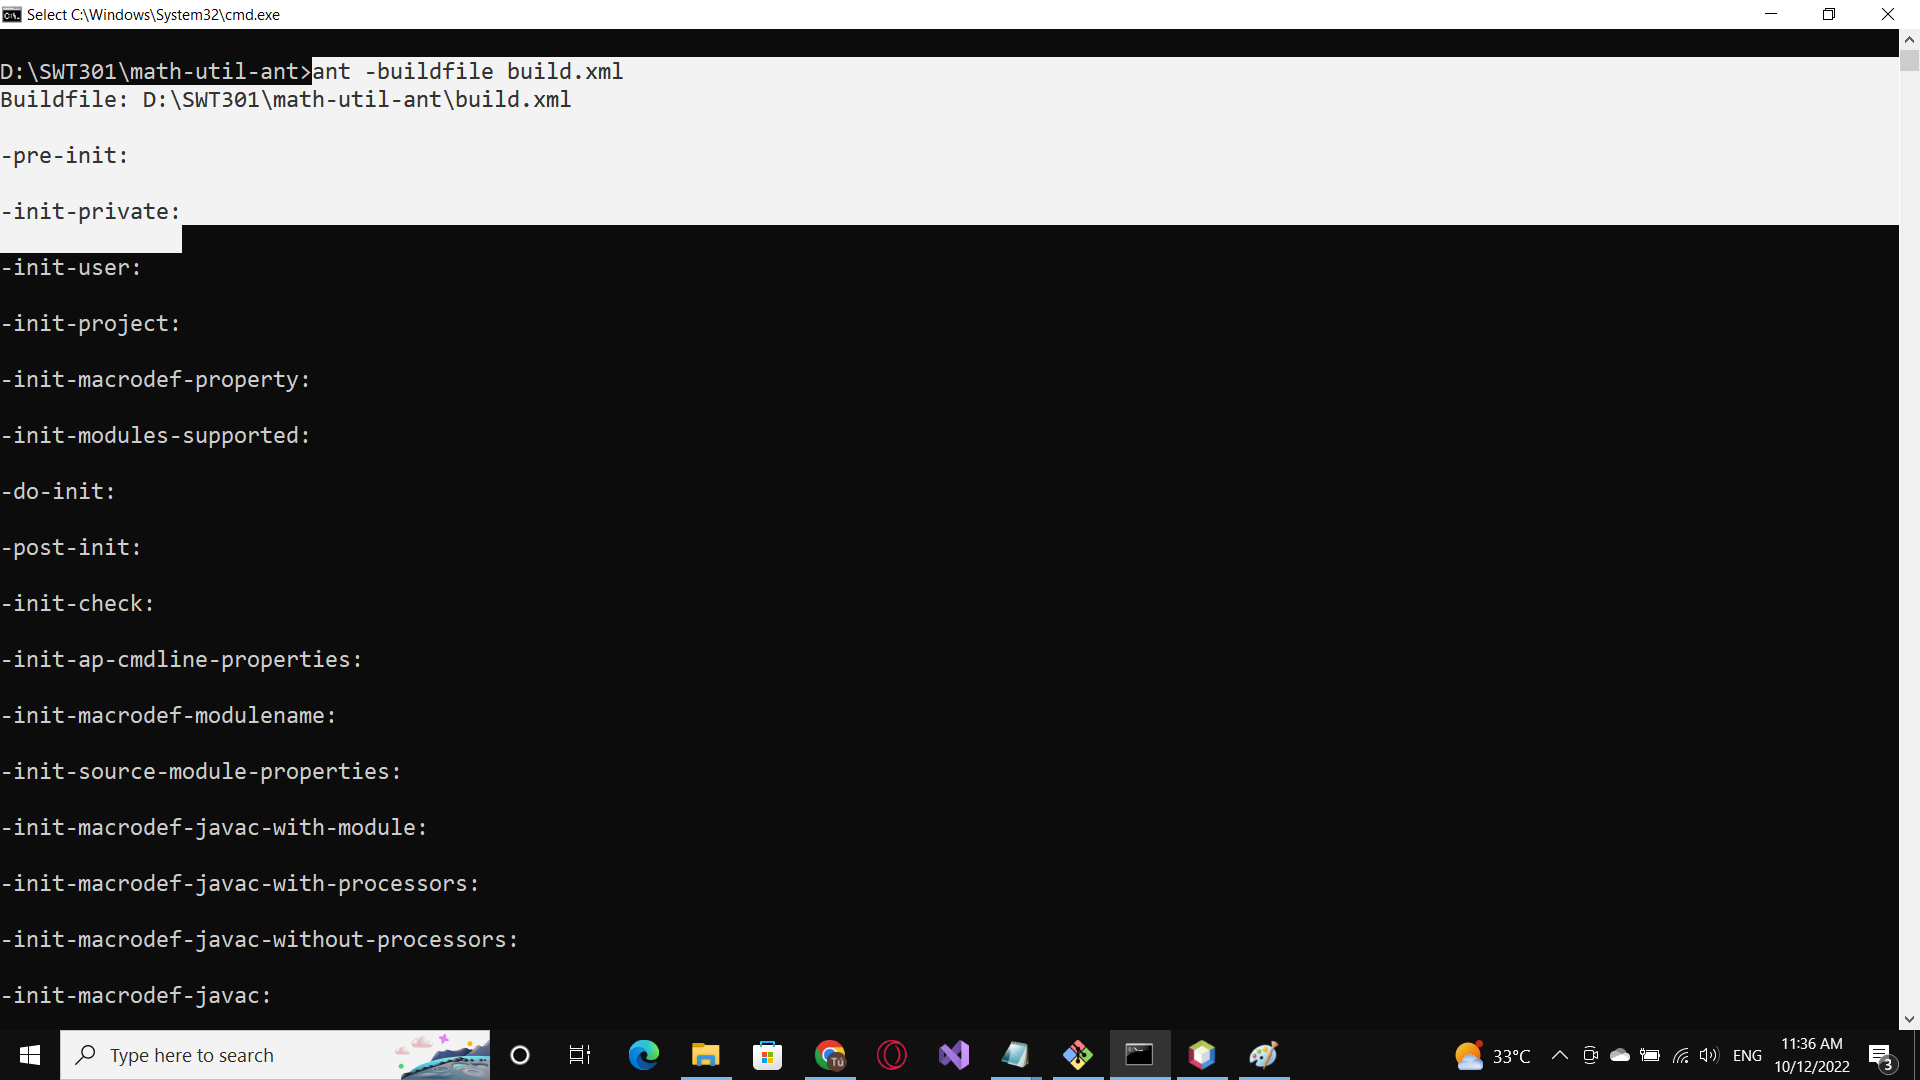 Select C:\Windows\System32\cmd.exe
D:\SWT301\math-util-ant>ant -buildfile build.xml
Buildfile: D:\SWT301\math-util-ant\build.xml
-pre-init:
-init-private:
-init-user:
-init-project:
-init-macrodef-property:
-init-modules-supported:
-do-init:
-post-init:
-init-check:
-init-ap-cmdline-properties:
-init-macrodef-modulename:
-init-source-module-properties:
-init-macrodef-javac-with-module:
-init-macrodef-javac-with-processors:
-init-macrodef-javac-without-processors:
-init-macrodef-javac:
Type here to search
Tú
33°C
ENG
11:36 AM
10/12/2022
3